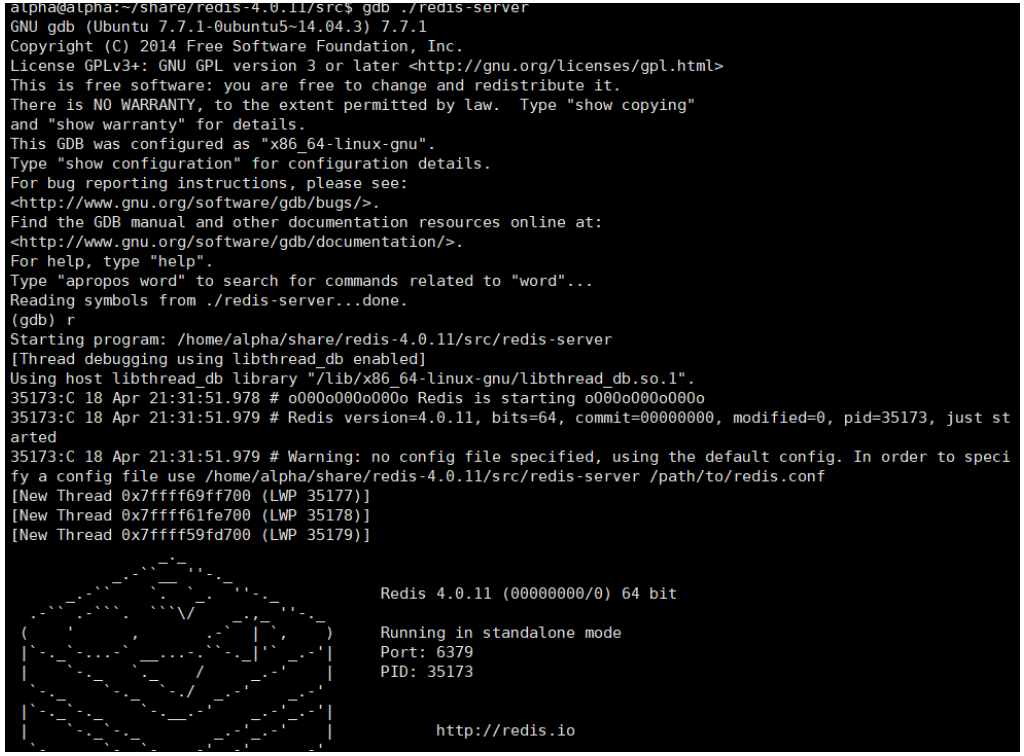 alpha@alpha:~/share/redis-4.0.11/src$ gdb ./redis-server
GNU gdb (Ubuntu 7.7.1-0ubuntu5~14.04.3) 7.7.1
Copyright (C) 2014 Free Software Foundation, Inc.
License GPLv3+: GNU GPL version 3 or later <http://gnu.org/licenses/gpl.html>
This is free software: you are free to change and redistribute it.
There is NO WARRANTY, to the extent permitted by law.  Type "show copying"
and "show warranty" for details.
This GDB was configured as "x86_64-linux-gnu".
Type "show configuration" for configuration details.
For bug reporting instructions, please see:
<http://www.gnu.org/software/gdb/bugs/>.
Find the GDB manual and other documentation resources online at:
<http://www.gnu.org/software/gdb/documentation/>.
For help, type "help".
Type "apropos word" to search for commands related to "word"...
Reading symbols from ./redis-server...done.
(gdb) r
Starting program: /home/alpha/share/redis-4.0.11/src/redis-server
[Thread debugging using libthread_db enabled]
Using host libthread_db library "/lib/x86_64-linux-gnu/libthread_db.so.1".
35173:C 18 Apr 21:31:51.978 # oO0OoO0OoO0Oo Redis is starting oO0OoO0OoO0Oo
35173:C 18 Apr 21:31:51.979 # Redis version=4.0.11, bits=64, commit=00000000, modified=0, pid=35173, just st
arted
35173:C 18 Apr 21:31:51.979 # Warning: no config file specified, using the default config. In order to speci
fy a config file use /home/alpha/share/redis-4.0.11/src/redis-server /path/to/redis.conf
[New Thread 0x7ffff69ff700 (LWP 35177)]
[New Thread 0x7ffff61fe700 (LWP 35178)]
[New Thread 0x7ffff59fd700 (LWP 35179)]
Redis 4.0.11 (00000000/0) 64 bit
Running in standalone mode
Port: 6379
PID: 35173
http://redis.io